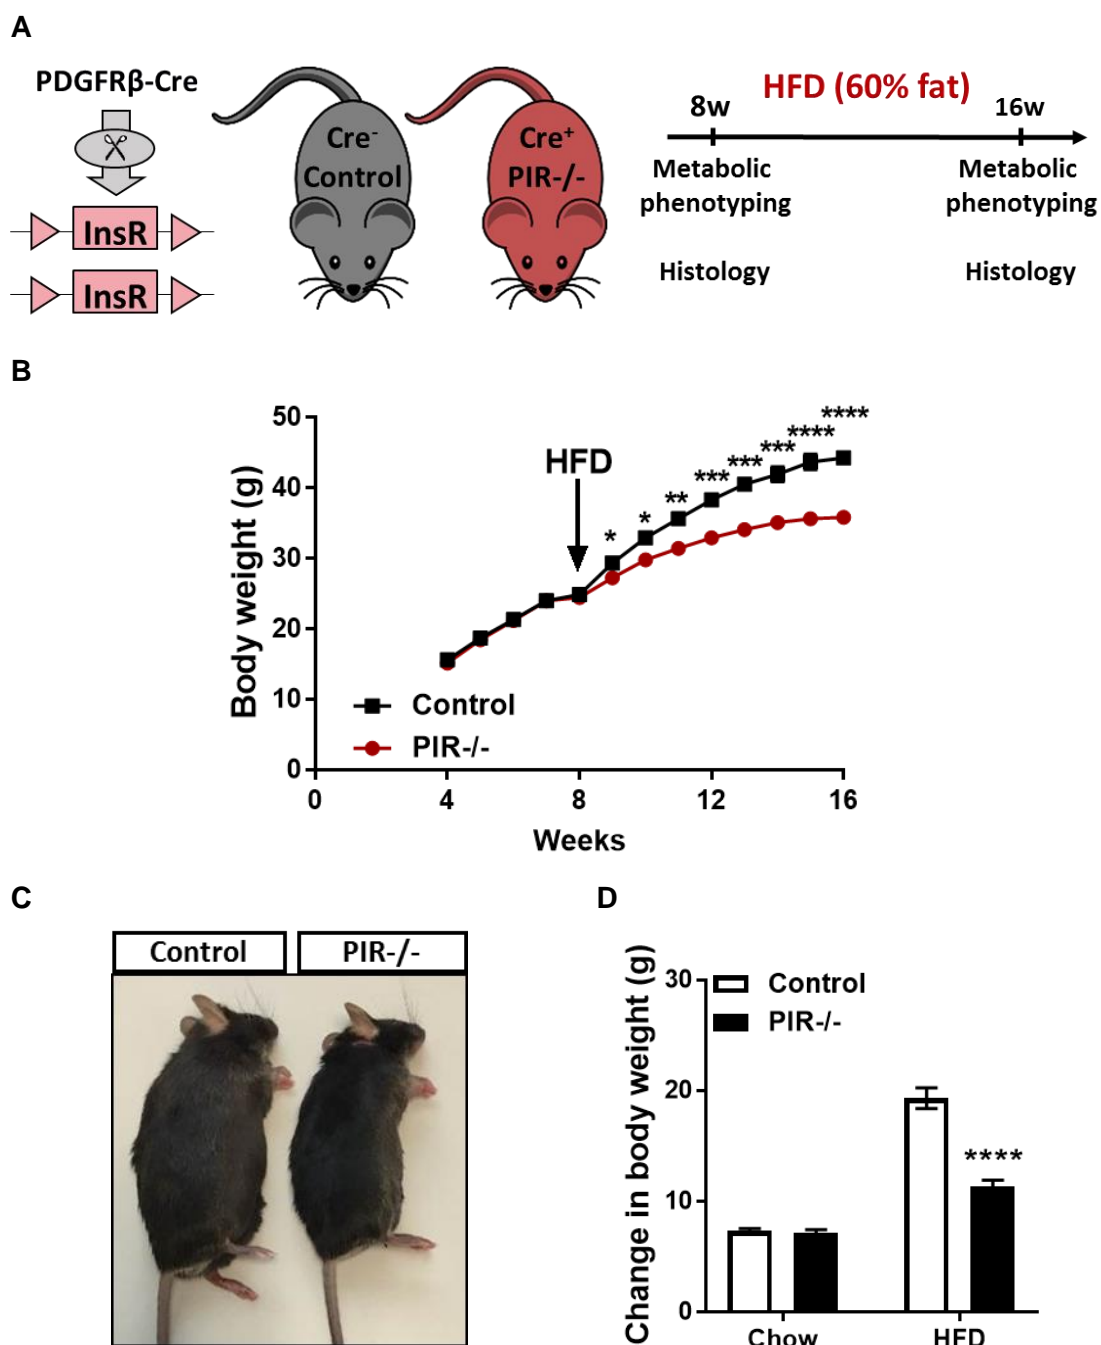 A
PDGFRβ-Cre
InsR
InsR
Cre-
Control
Cre+
PIR-/-
HFD (60% fat)
8w
16w
Metabolic
phenotyping
Metabolic
phenotyping
Histology
Histology
B
Body weight (g)
50
40
30
20
10
0
HFD
*
*
**
***
***
***
****
****
Control
PIR-/-
0
4
8
12
16
Weeks
C
Control
PIR-/-
D
Change in body weight (g)
30
20
10
0
Control
PIR-/-
****
Chow
HFD